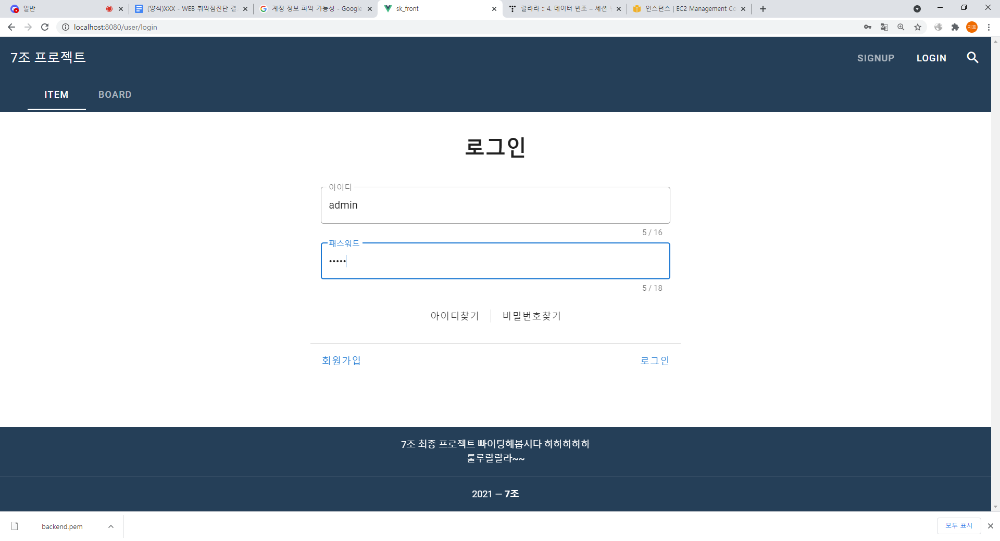 일반
(양식)XXX - WEB 취약점진단 결
계정 정보 파악 가능성 - Google
sk_front
랄라라 :: 4. 데이터 변조 – 세션
인스턴스 | EC2 Management Co
localhost:8080/user/login
지호
7조 프로젝트
SIGNUP
LOGIN
ITEM
BOARD
로그인
아이디
admin
5 / 16
패스워드
•••••
5 / 18
아이디찾기
비밀번호찾기
회원가입
로그인
7조 최종 프로젝트 빠이팅해봅시다 하하하하하
룰루랄랄라~~
2021 — 7조
backend.pem
모두 표시